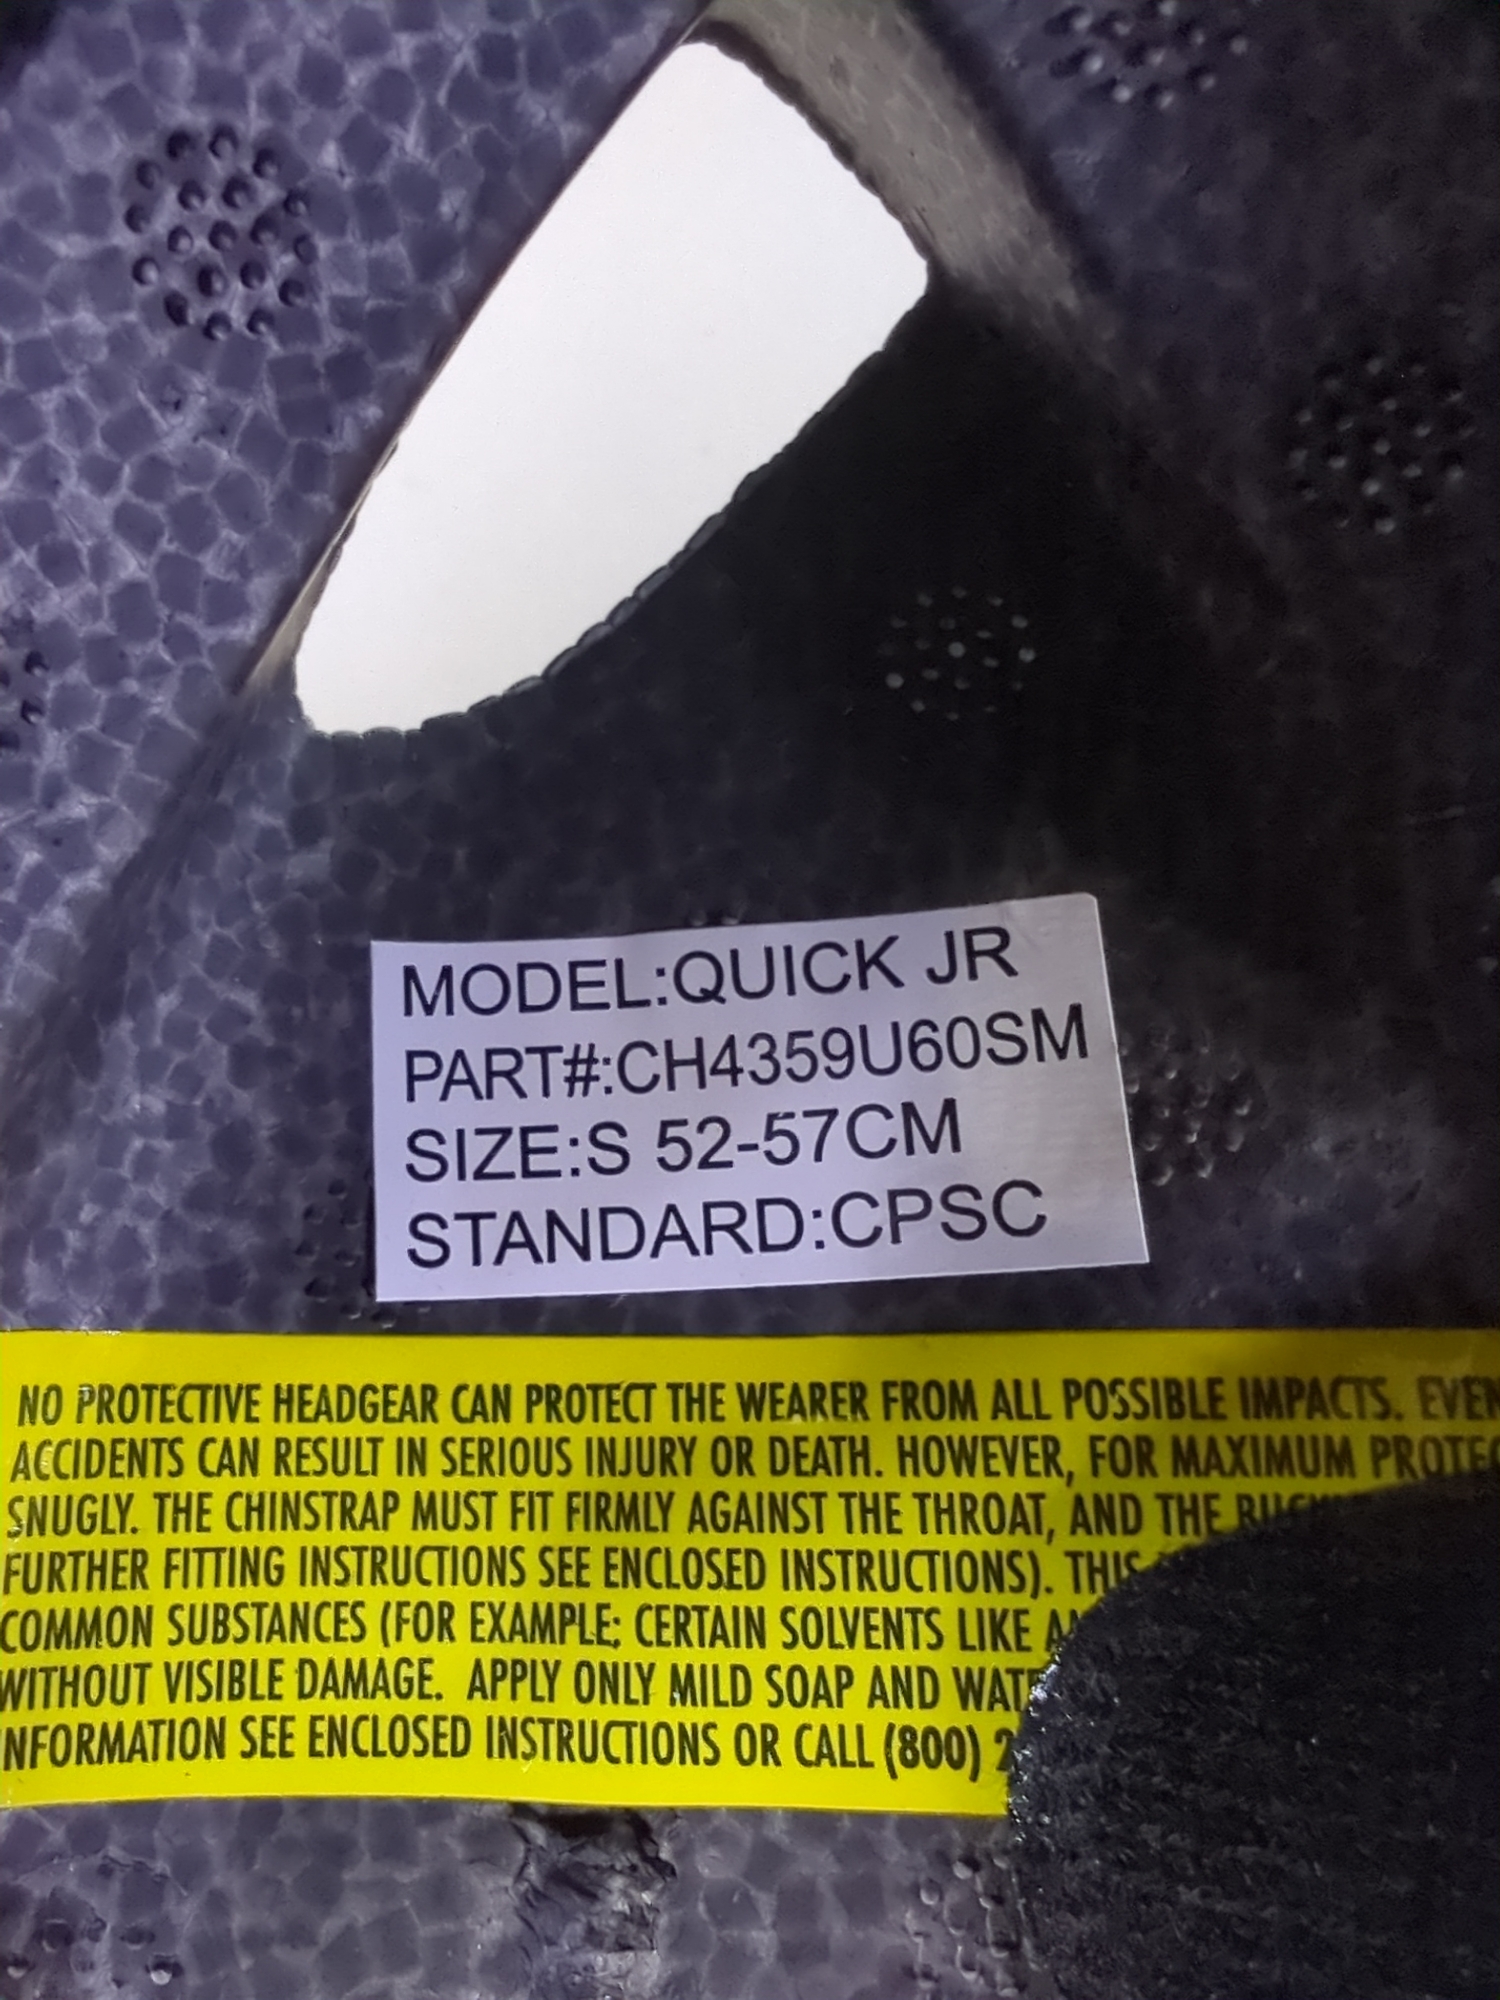 MODEL:QUICK JR
PART#:CH4359U60SM
SIZE:S 52-57CM
STANDARD:CPSC
NO PROTECTIVE HEADGEAR CAN PROTECT THE WEARER FROM ALL POSSIBLE IMPACTS. EVEN
ACCIDENTS CAN RESULT IN SERIOUS INJURY OR DEATH. HOWEVER, FOR MAXIMUM
SNUGLY. THE CHINSTRAP MUST FIT FIRMLY AGAINST THE THROAT, AND THE
FURTHER FITTING INSTRUCTIONS SEE ENCLOSED INSTRUCTIONS). THIS
COMMON SUBSTANCES (FOR EXAMPLE: CERTAIN SOLVENTS LIKE
WITHOUT VISIBLE DAMAGE. APPLY ONLY MILD SOAP AND
INFORMATION SEE ENCLOSED INSTRUCTIONS OR CALL (800)